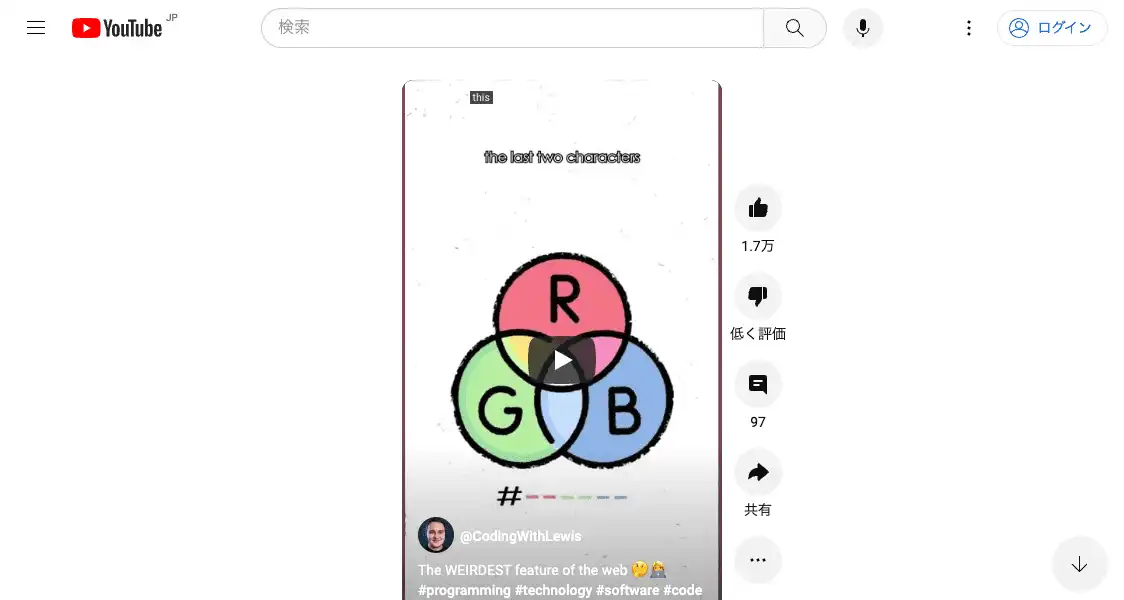 YouTube JP
検索
ログイン
this
the last two characters
R
G B
#
@CodingWithLewis
The WEIRDEST feature of the web 🤔👩‍💻
#programming #technology #software #code
1.7万
低く評価
97
共有